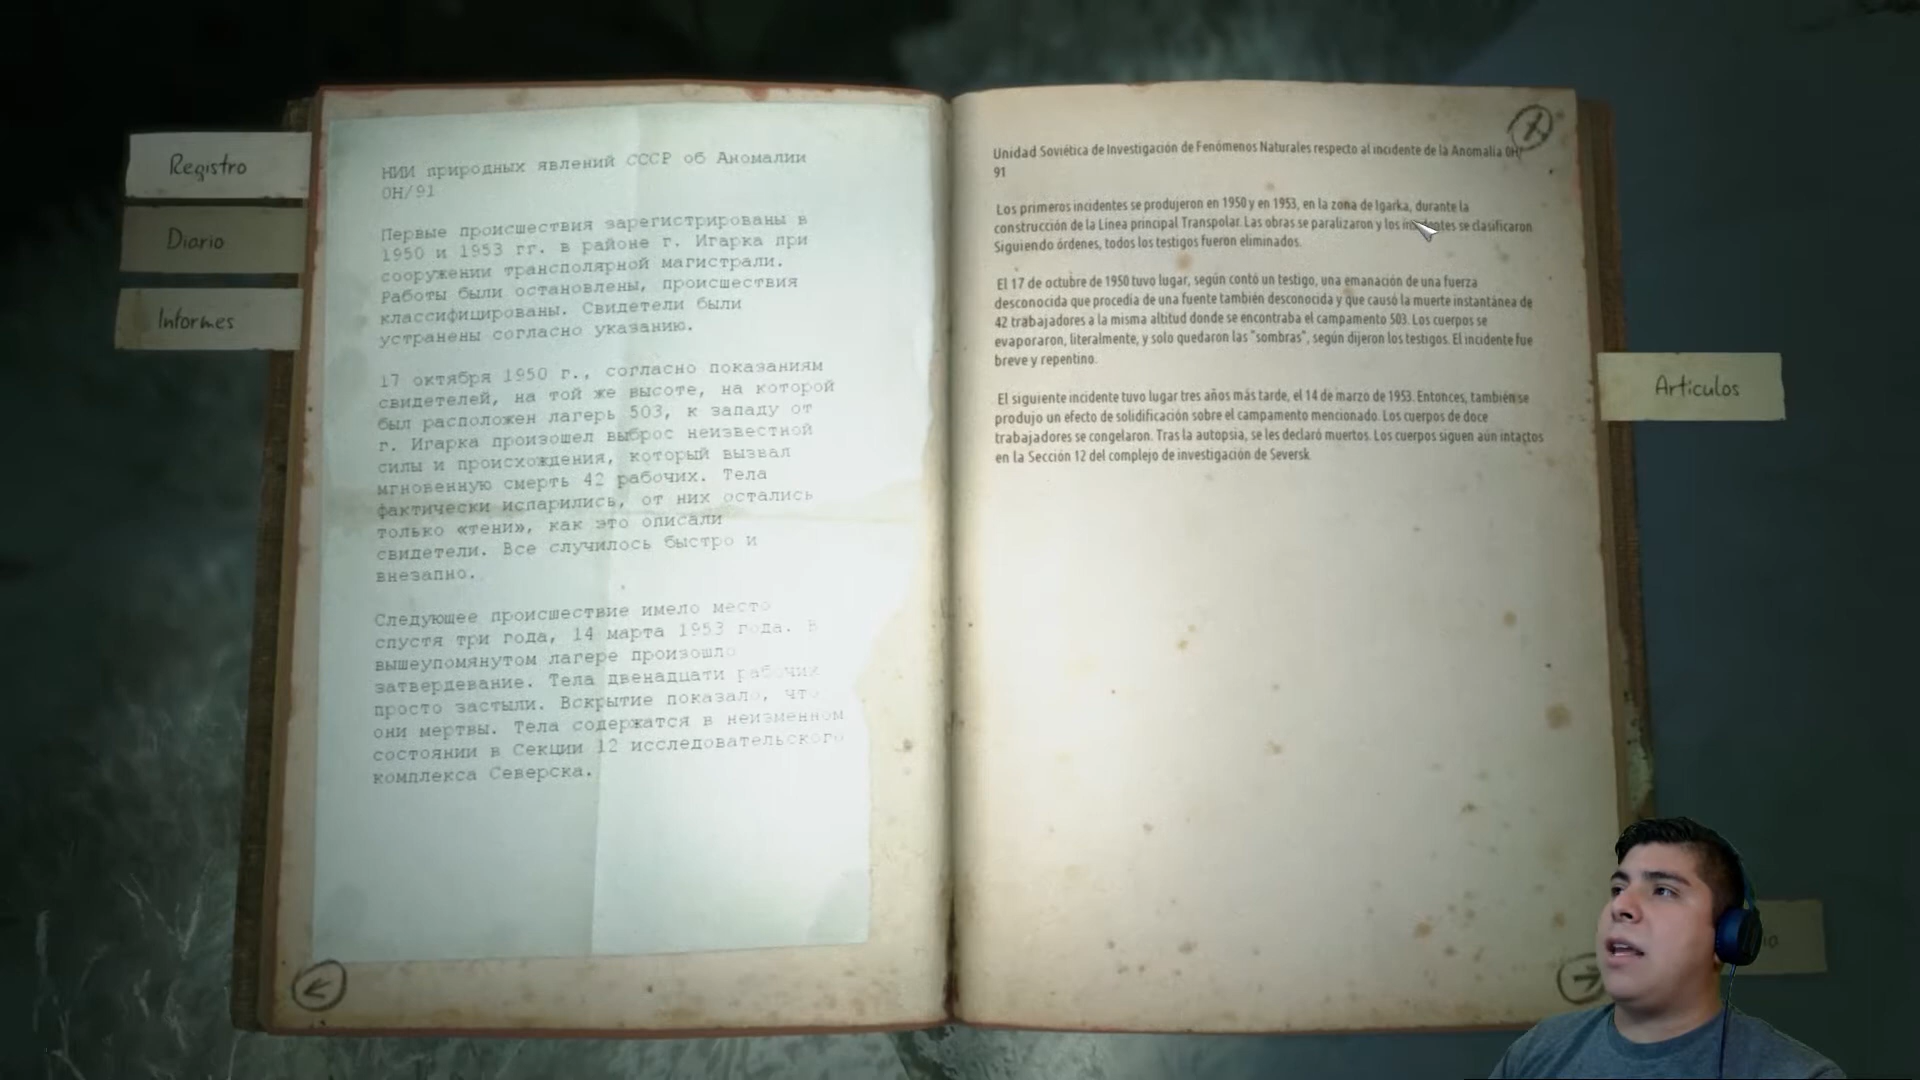 Registro
Diario
Informes
НИИ природных явлений СССР об Аномалии
ОН/91
Первые происшествия зарегистрированы в
1950 и 1953 гг. в районе г. Игарка при
сооружении трансполярной магистрали.
Работы были остановлены, происшествия
классифицированы. Свидетели были
устранены согласно указанию.
17 октября 1950 г., согласно показаниям
свидетелей, на той же высоте, на которой
был расположен лагерь 503, к западу от
г. Игарка произошел выброс неизвестной
силы и происхождения, который вызвал
мгновенную смерть 42 рабочих. Тела
фактически испарились, от них остались
только «тени», как это описали
свидетели. Все случилось быстро и
внезапно.
Следующее происшествие имело место
спустя три года, 14 марта 1953 года. В
вышеупомянутом лагере произошло
затвердевание. Тела двенадцати рабочих
просто застыли. Вскрытие показало, что
они мертвы. Тела содержатся в неизменном
состоянии в Секции 12 исследовательского
комплекса Северска.
Unidad Soviética de Investigación de Fenómenos Naturales respecto al incidente de la Anomalia OH/
91
Los primeros incidentes se produjeron en 1950 y en 1953, en la zona de Igarka, durante la
construcción de la Línea principal Transpolar. Las obras se paralizaron y los incidentes se clasificaron
Siguiendo órdenes, todos los testigos fueron eliminados.
El 17 de octubre de 1950 tuvo lugar, según contó un testigo, una emanación de una fuerza
desconocida que procedía de una fuente también desconocida y que causó la muerte instantánea de
42 trabajadores a la misma altitud donde se encontraba el campamento 503. Los cuerpos se
evaporaron, literalmente, y solo quedaron las "sombras", según dijeron los testigos. El incidente fue
breve y repentino.
El siguiente incidente tuvo lugar tres años más tarde, el 14 de marzo de 1953. Entonces, también se
produjo un efecto de solidificación sobre el campamento mencionado. Los cuerpos de doce
trabajadores se congelaron. Tras la autopsia, se les declaró muertos. Los cuerpos siguen aún intactos
en la Sección 12 del complejo de investigación de Seversk.
Artículos